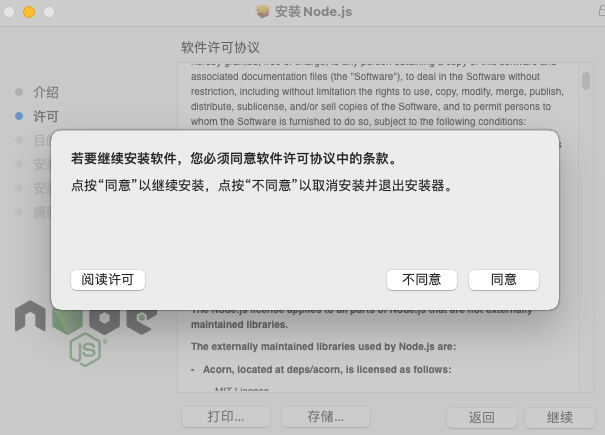 安装 Node.js
软件许可协议
hereby granted, free of charge, to any person obtaining a copy of this software and
associated documentation files (the "Software"), to deal in the Software without
restriction, including without limitation the rights to use, copy, modify, merge, publish,
distribute, sublicense, and/or sell copies of the Software, and to permit persons to
whom the Software is furnished to do so, subject to the following conditions:
介绍
许可
目的
安装
安装
摘要
若要继续安装软件，您必须同意软件许可协议中的条款。
点按“同意”以继续安装，点按“不同意”以取消安装并退出安装器。
阅读许可
不同意
同意
The Node.js license applies to all parts of Node.js that are not externally
maintained libraries.
The externally maintained libraries used by Node.js are:
- Acorn, located at deps/acorn, is licensed as follows:
MIT License
node
JS
打印...
存储...
返回
继续